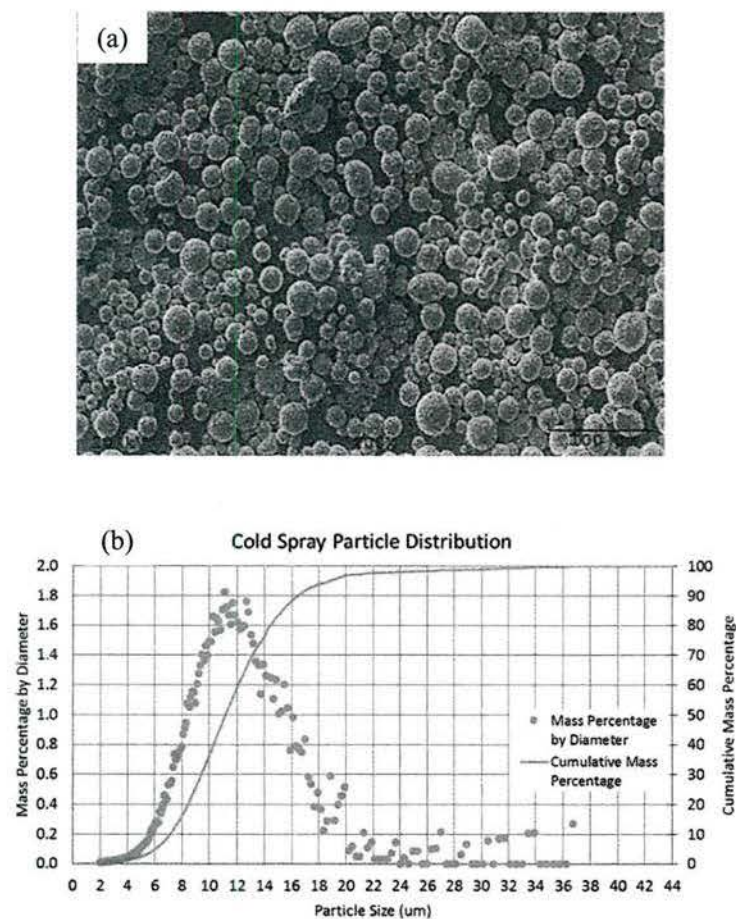 (a)
100
(b)
Cold Spray Particle Distribution
Mass Percentage by Diameter
2.0
1.8
1.6
1.4
1.2
1.0
0.8
0.6
0.4
0.2
0.0
100
90
80
70
60
50
40
30
20
10
0
Cumulative Mass Percentage
Mass Percentage
by Diameter
Cumulative Mass
Percentage
0 2 4 6 8 10 12 14 16 18 20 22 24 26 28 30 32 34 36 38 40 42 44
Particle Size (um)